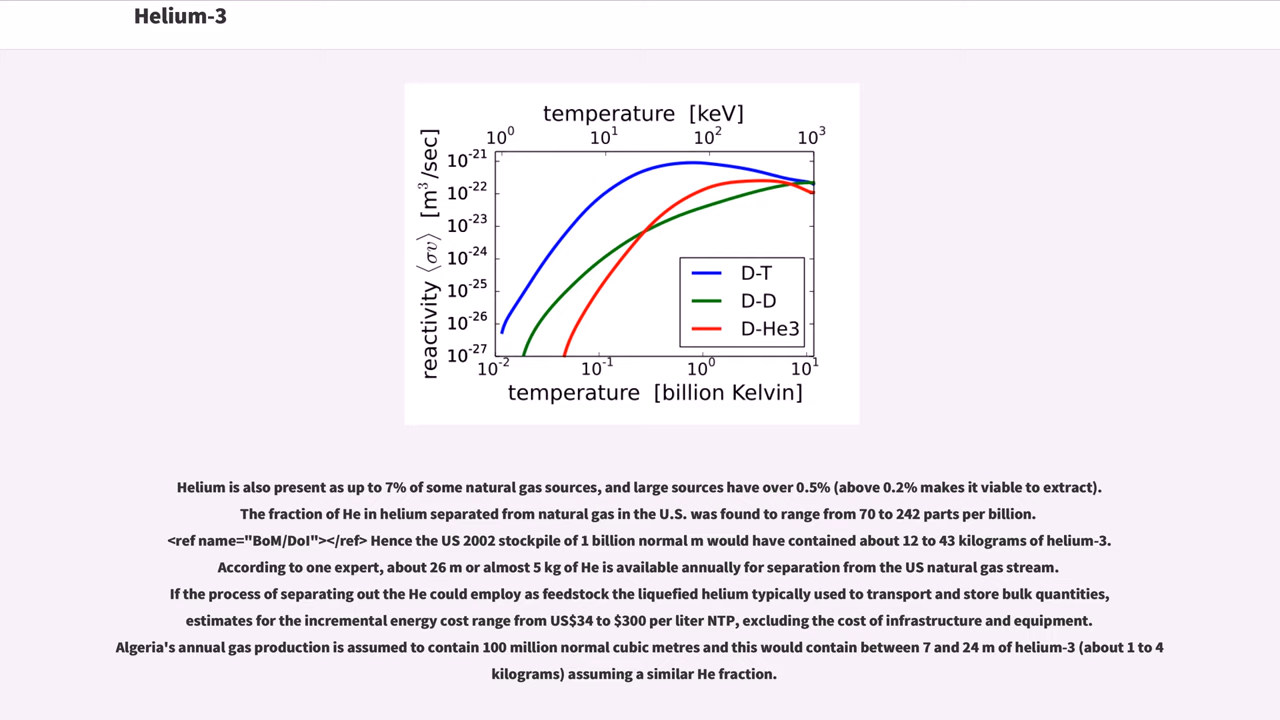 Helium-3
temperature [keV]
10^0 10^1 10^2 10^3
reactivity ⟨σv⟩ [m^3/sec]
10^-21
10^-22
10^-23
10^-24
10^-25
10^-26
10^-27
D-T
D-D
D-He3
10^-2 10^-1 10^0 10^1
temperature [billion Kelvin]
Helium is also present as up to 7% of some natural gas sources, and large sources have over 0.5% (above 0.2% makes it viable to extract).
The fraction of He in helium separated from natural gas in the U.S. was found to range from 70 to 242 parts per billion.
<ref name="BoM/DoI"></ref> Hence the US 2002 stockpile of 1 billion normal m would have contained about 12 to 43 kilograms of helium-3.
According to one expert, about 26 m or almost 5 kg of He is available annually for separation from the US natural gas stream.
If the process of separating out the He could employ as feedstock the liquefied helium typically used to transport and store bulk quantities,
estimates for the incremental energy cost range from US$34 to $300 per liter NTP, excluding the cost of infrastructure and equipment.
Algeria's annual gas production is assumed to contain 100 million normal cubic metres and this would contain between 7 and 24 m of helium-3 (about 1 to 4
kilograms) assuming a similar He fraction.